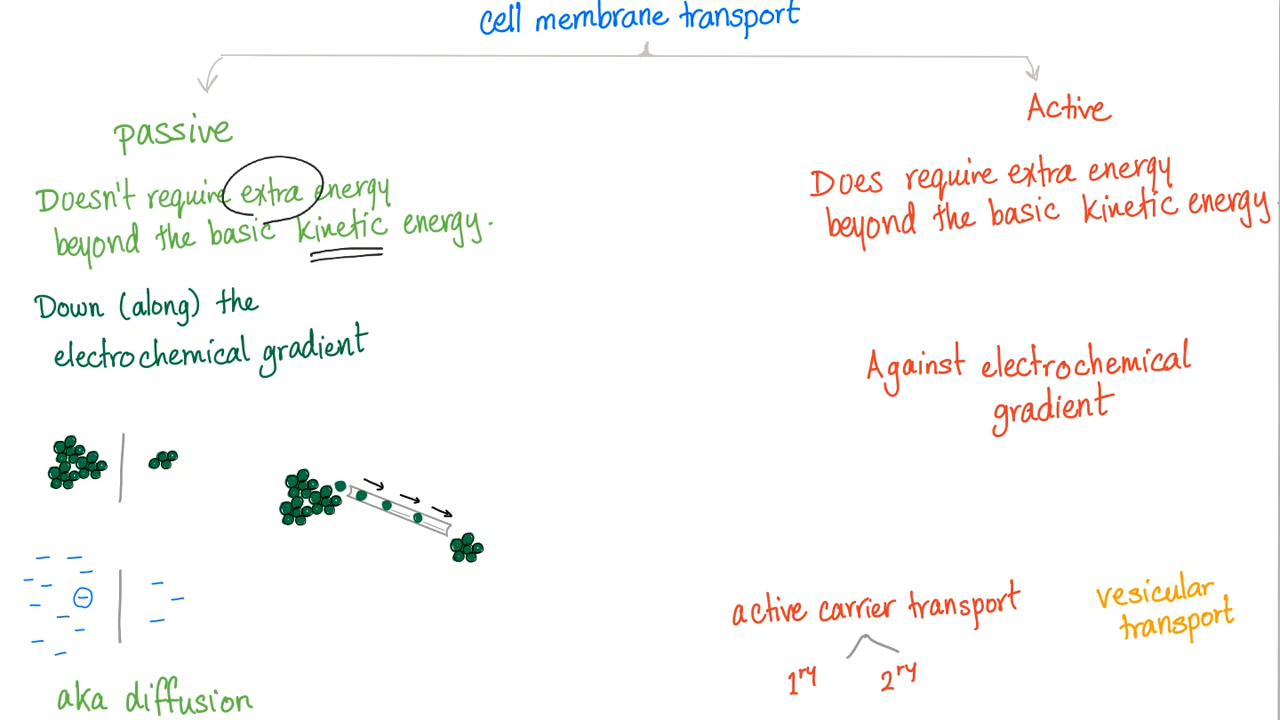 cell membrane transport
passive
Doesn't require extra energy
beyond the basic kinetic energy.
Down (along) the
electrochemical gradient
aka diffusion
Active
Does require extra energy
beyond the basic kinetic energy.
Against electrochemical
gradient
active carrier transport
1ry 2ry
vesicular
transport